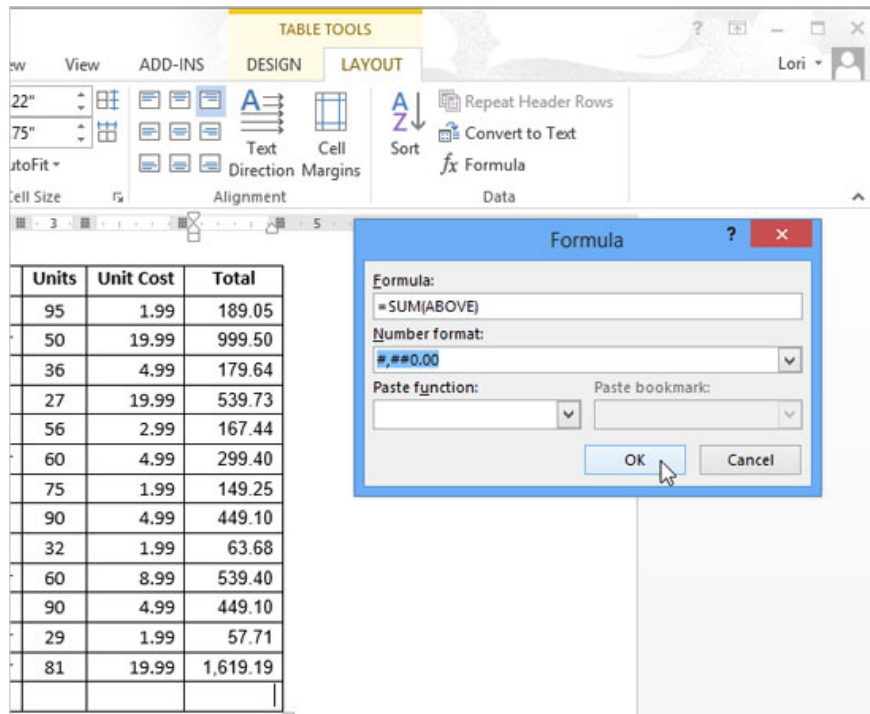 TABLE TOOLS
?
View ADD-INS DESIGN LAYOUT Lori
22"
75"
Text Direction
Cell Margins
Sort
Repeat Header Rows
Convert to Text
fx Formula
Alignment Data
3 5
Units Unit Cost Total
95 1.99 189.05
50 19.99 999.50
36 4.99 179.64
27 19.99 539.73
56 2.99 167.44
60 4.99 299.40
75 1.99 149.25
90 4.99 449.10
32 1.99 63.68
60 8.99 539.40
90 4.99 449.10
29 1.99 57.71
81 19.99 1,619.19
Formula ?
Formula:
=SUM(ABOVE)
Number format:
#,##0.00
Paste function: Paste bookmark:
OK Cancel